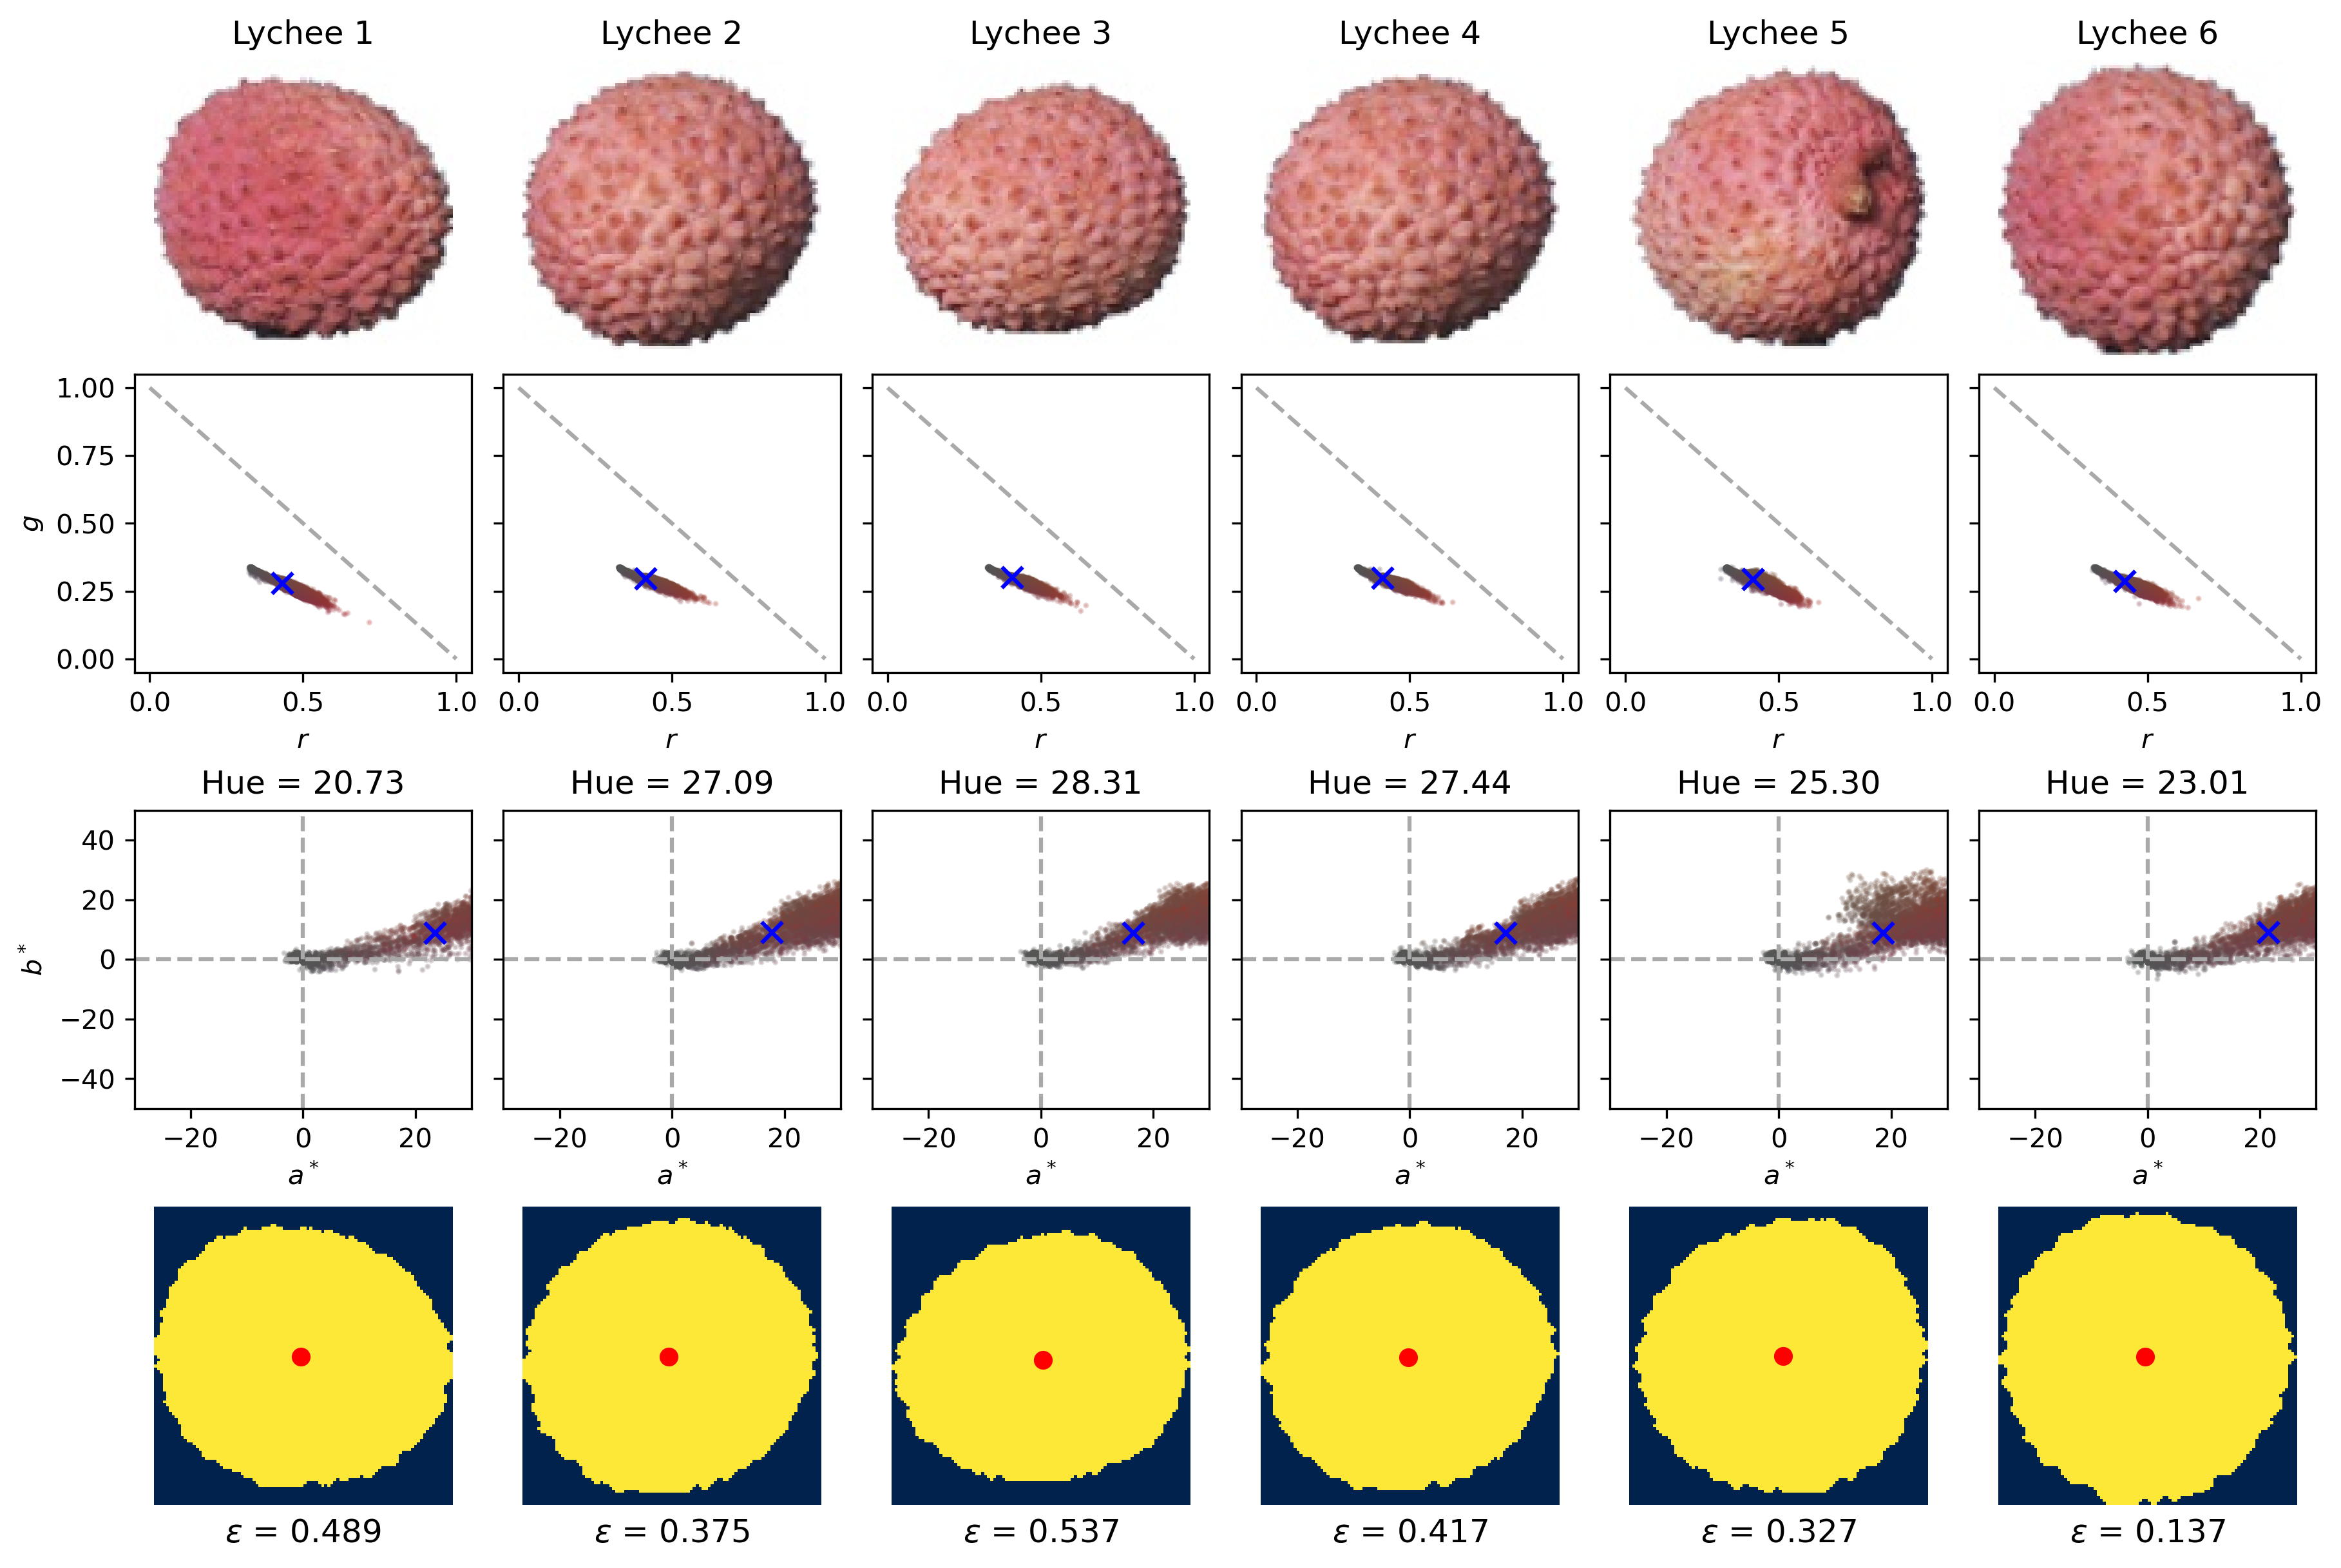 Lychee 1 Lychee 2 Lychee 3 Lychee 4 Lychee 5 Lychee 6
1.00
0.75
0.50
0.25
0.00
g
0.0 0.5 1.0 0.0 0.5 1.0 0.0 0.5 1.0 0.0 0.5 1.0 0.0 0.5 1.0 0.0 0.5 1.0
r r r r r r
Hue = 20.73 Hue = 27.09 Hue = 28.31 Hue = 27.44 Hue = 25.30 Hue = 23.01
40
20
0
−20
−40
b*
−20 0 20 −20 0 20 −20 0 20 −20 0 20 −20 0 20 −20 0 20
a* a* a* a* a* a*
ε = 0.489 ε = 0.375 ε = 0.537 ε = 0.417 ε = 0.327 ε = 0.137